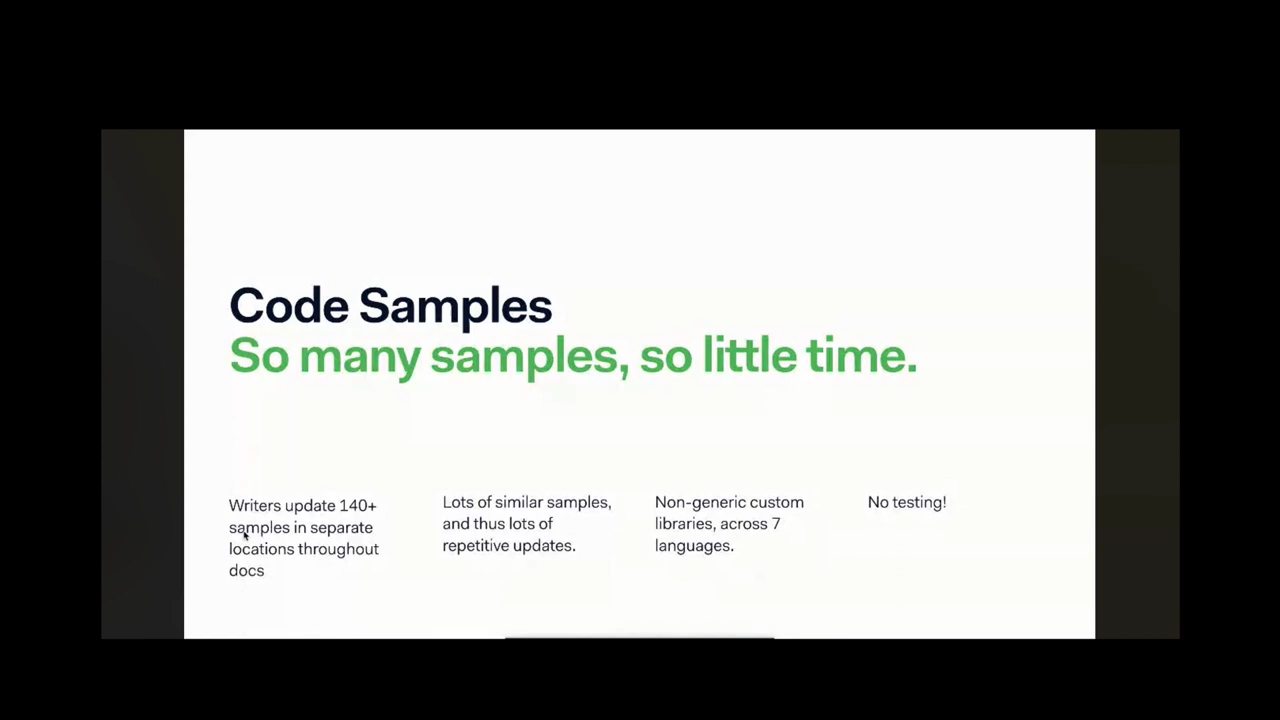 Code Samples
So many samples, so little time.
Writers update 140+
samples in separate
locations throughout
docs
Lots of similar samples,
and thus lots of
repetitive updates.
Non-generic custom
libraries, across 7
languages.
No testing!